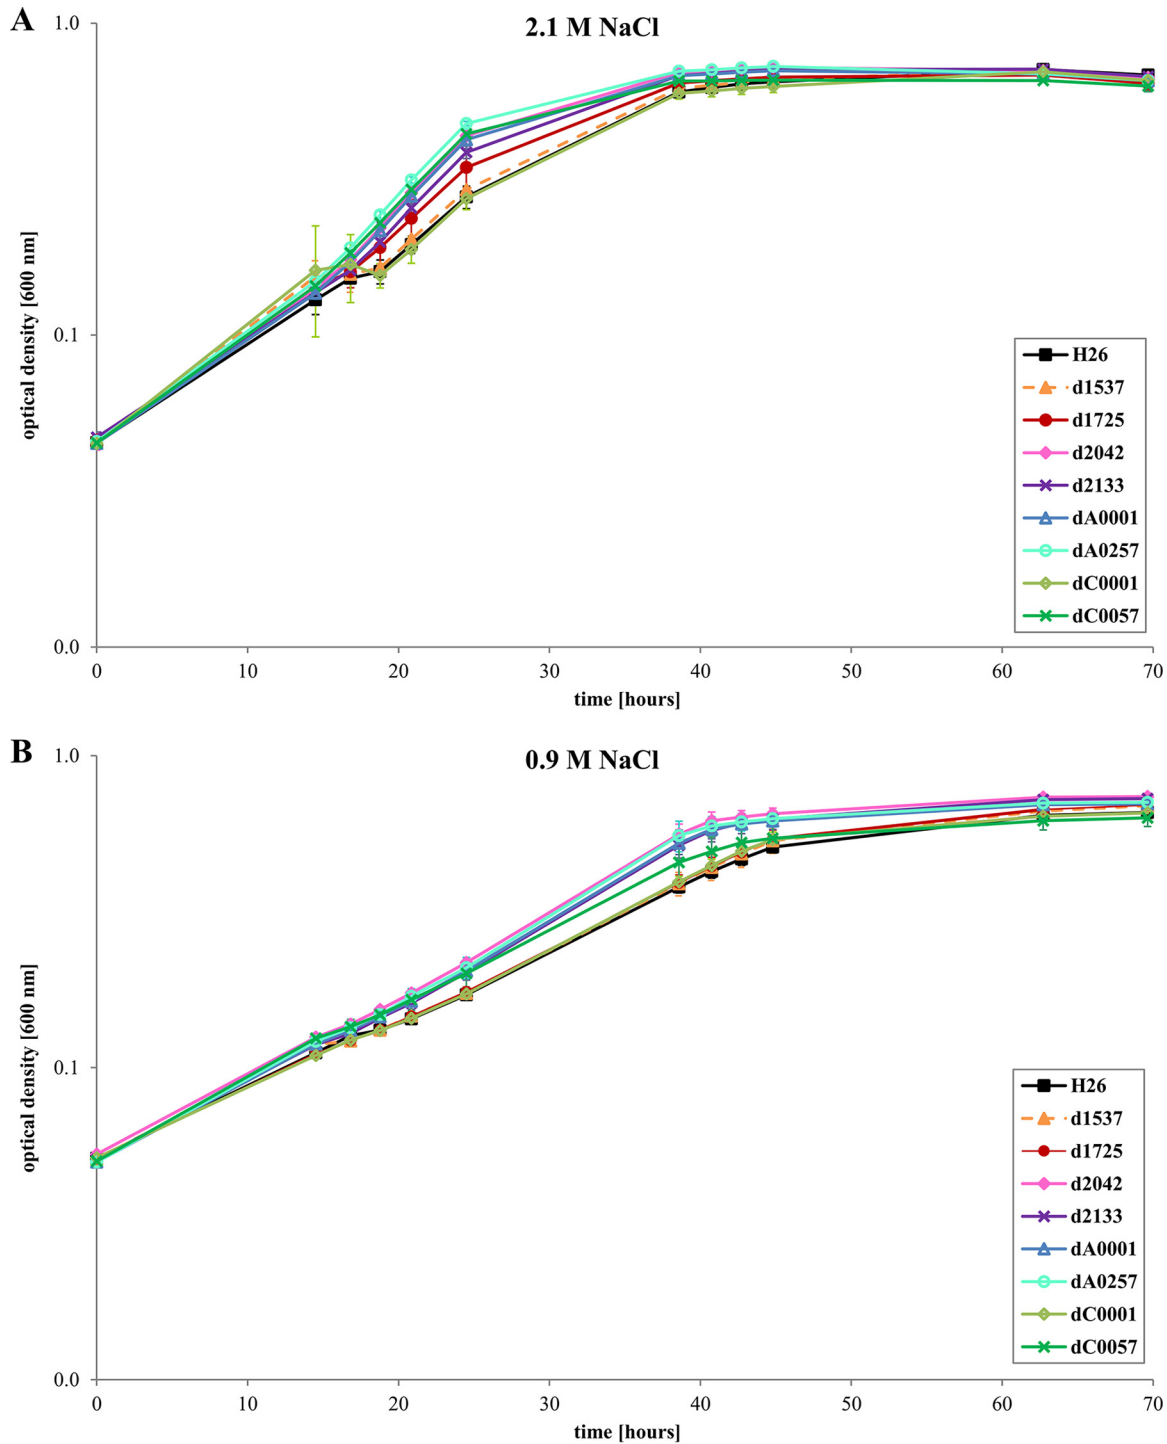 A
2.1 M NaCl
1.0
0.1
0.0
optical density [600 nm]
0 10 20 30 40 50 60 70
time [hours]
H26
d1537
d1725
d2042
d2133
dA0001
dA0257
dC0001
dC0057
B
0.9 M NaCl
1.0
0.1
0.0
optical density [600 nm]
0 10 20 30 40 50 60 70
time [hours]
H26
d1537
d1725
d2042
d2133
dA0001
dA0257
dC0001
dC0057